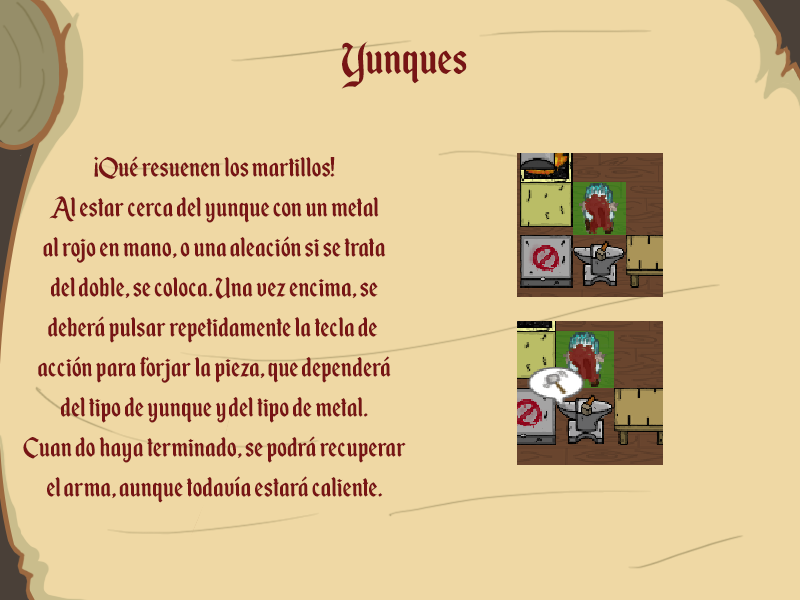 Yunques
¡Qué resuenen los martillos!
Al estar cerca del yunque con un metal
al rojo en mano, o una aleación si se trata
del doble, se coloca. Una vez encima, se
deberá pulsar repetidamente la tecla de
acción para forjar la pieza, que dependerá
del tipo de yunque y del tipo de metal.
Cuan do haya terminado, se podrá recuperar
el arma, aunque todavía estará caliente.